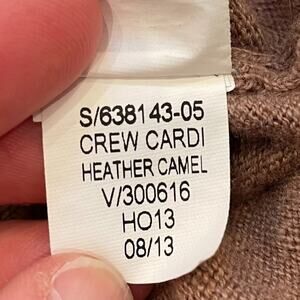 S/638143-05
CREW CARDI
HEATHER CAMEL
V/300616
HO13
08/13